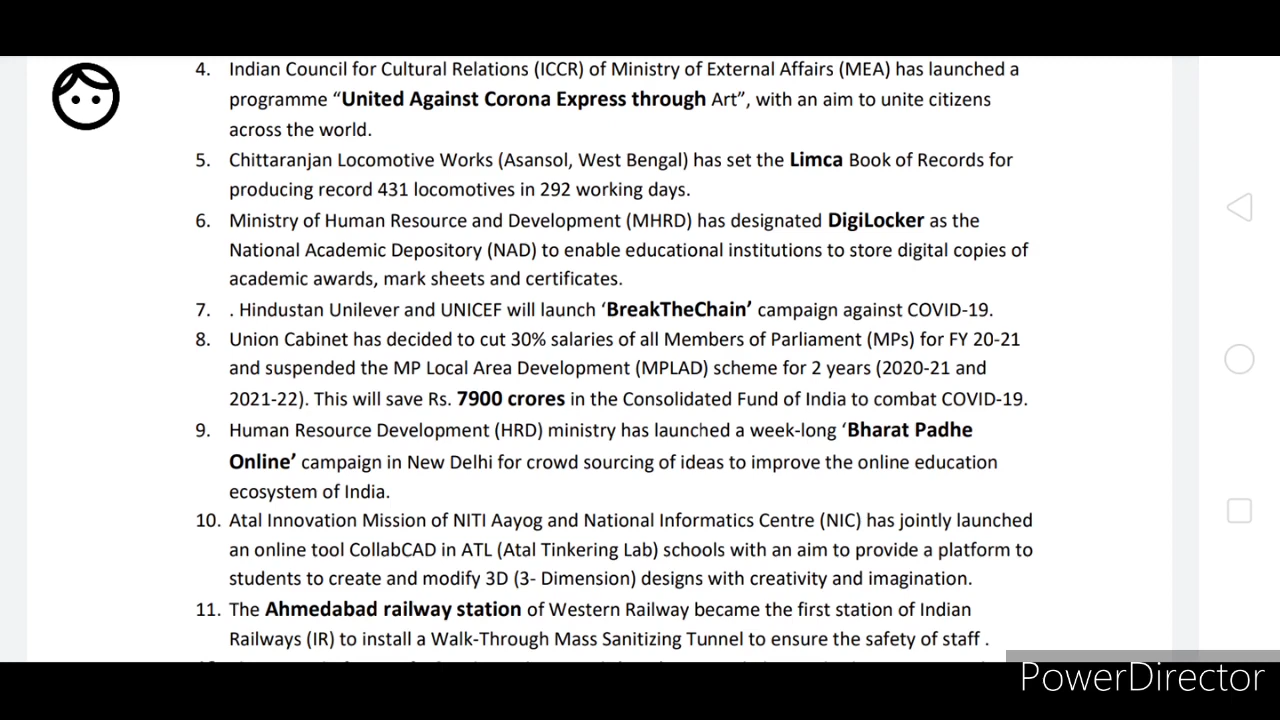 4. Indian Council for Cultural Relations (ICCR) of Ministry of External Affairs (MEA) has launched a
programme “United Against Corona Express through Art”, with an aim to unite citizens
across the world.
5. Chittaranjan Locomotive Works (Asansol, West Bengal) has set the Limca Book of Records for
producing record 431 locomotives in 292 working days.
6. Ministry of Human Resource and Development (MHRD) has designated DigiLocker as the
National Academic Depository (NAD) to enable educational institutions to store digital copies of
academic awards, mark sheets and certificates.
7. . Hindustan Unilever and UNICEF will launch ‘BreakTheChain’ campaign against COVID-19.
8. Union Cabinet has decided to cut 30% salaries of all Members of Parliament (MPs) for FY 20-21
and suspended the MP Local Area Development (MPLAD) scheme for 2 years (2020-21 and
2021-22). This will save Rs. 7900 crores in the Consolidated Fund of India to combat COVID-19.
9. Human Resource Development (HRD) ministry has launched a week-long ‘Bharat Padhe
Online’ campaign in New Delhi for crowd sourcing of ideas to improve the online education
ecosystem of India.
10. Atal Innovation Mission of NITI Aayog and National Informatics Centre (NIC) has jointly launched
an online tool CollabCAD in ATL (Atal Tinkering Lab) schools with an aim to provide a platform to
students to create and modify 3D (3- Dimension) designs with creativity and imagination.
11. The Ahmedabad railway station of Western Railway became the first station of Indian
Railways (IR) to install a Walk-Through Mass Sanitizing Tunnel to ensure the safety of staff .
PowerDirector